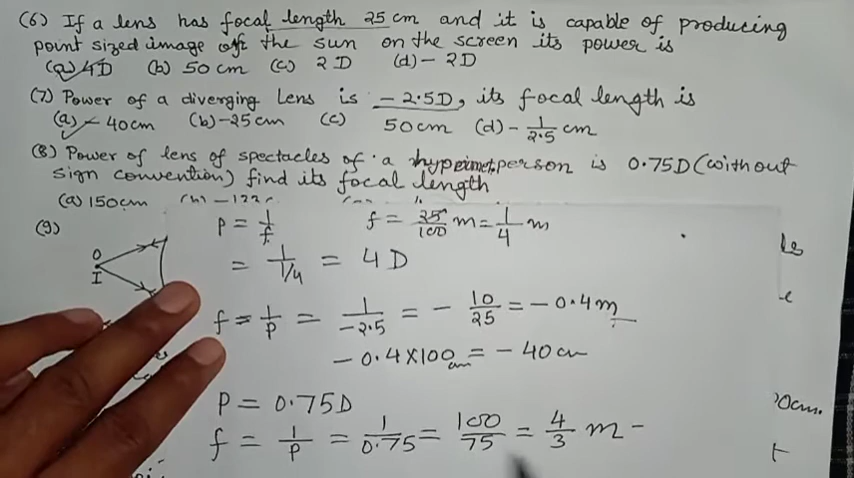 (6) If a lens has focal length 25 cm and it is capable of producing
point sized image of the sun on the screen its power is
(a) 4D (b) 50 cm (c) 2 D (d) - 2D
(7) Power of a diverging Lens is - 2.5D, its focal length is
(a) - 40cm (b) -25cm (c) 50cm (d) - 1/2.5 cm
(8) Power of lens of spectacles of a person is 0.75D (without
sign convention) find its focal length
(a) 150cm
(9)
O
I
P = 1/f f = 25/100 m = 1/4 m
= 1/1/4 = 4 D
f = 1/P = 1/-2.5 = - 10/25 = - 0.4 m
- 0.4 X 100 cm = - 40 cm
P = 0.75D
f = 1/P = 1/0.75 = 100/75 = 4/3 m -
0cm.